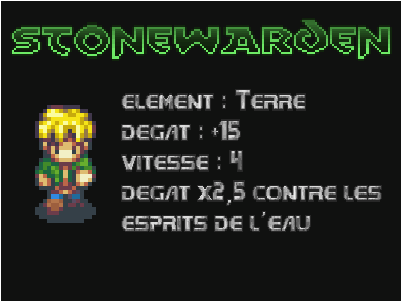 STONEWARDEN
ELEMENT : TERRE
DEGAT : +15
VITESSE : 4
DEGAT X2,5 CONTRE LES
ESPRITS DE L'EAU